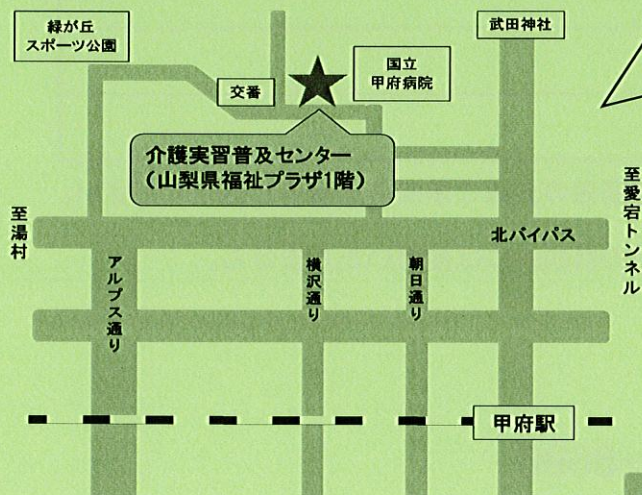 緑が丘
スポーツ公園
武田神社
国立
甲府病院
交番
介護実習普及センター
（山梨県福祉プラザ1階）
至湯村
至愛宕トンネル
北バイパス
アルプス通り
横沢通り
朝日通り
甲府駅